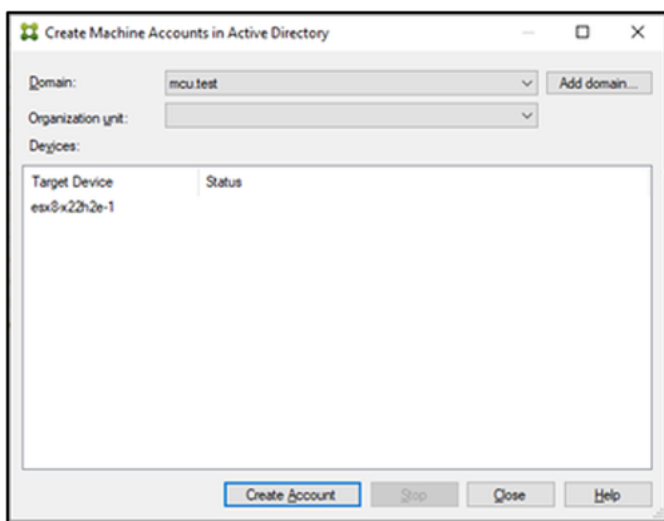 Create Machine Accounts in Active Directory
Domain: mcu.test Add domain...
Organization unit:
Devices:
Target Device Status
esx8-x22h2e-1
Create Account Stop Close Help